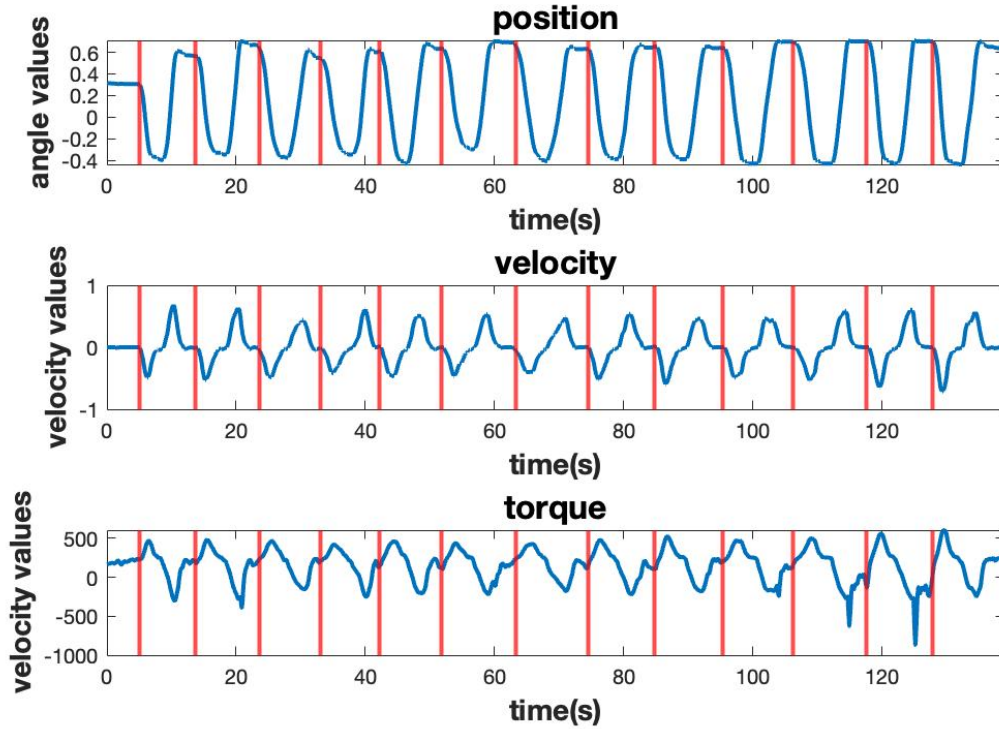 position
angle values
0.6
0.4
0.2
0
-0.2
-0.4
0 20 40 60 80 100 120
time(s)
velocity
velocity values
1
0
-1
0 20 40 60 80 100 120
time(s)
torque
velocity values
500
0
-500
-1000
0 20 40 60 80 100 120
time(s)